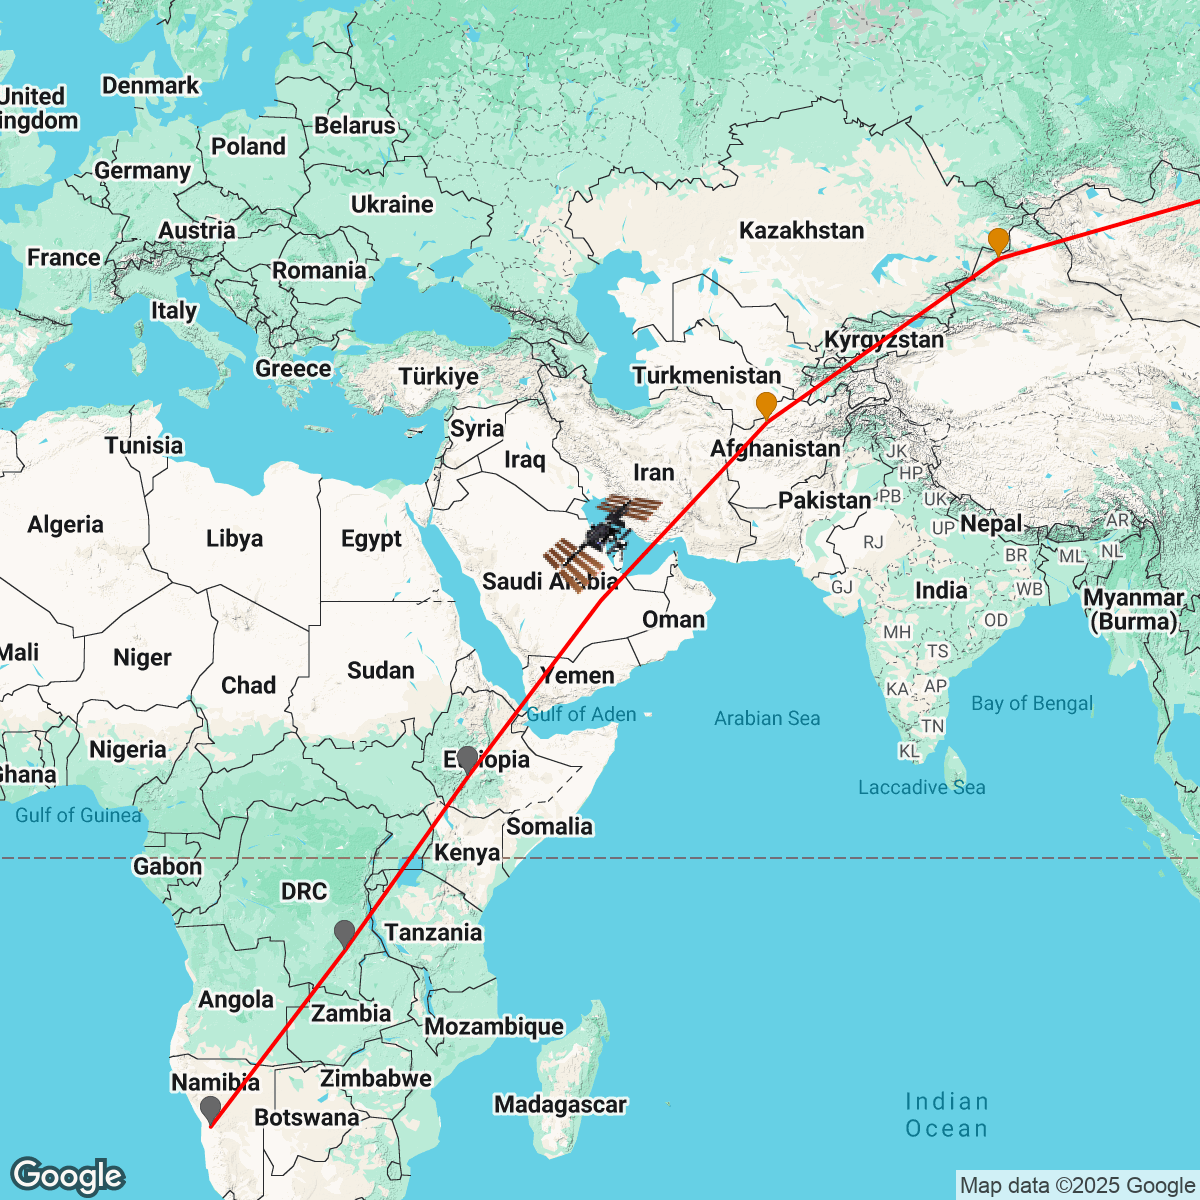 Denmark
United
ingdom
Belarus
Poland
Germany
Ukraine
Austria
Kazakhstan
France
Romania
Italy
Kyrgyzstan
Greece
Türkiye
Turkmenistan
Syria
Tunisia
Afghanistan
JK
Iraq
Iran
HP
Pakistan
PB
UK
Algeria
Libya
Egypt
UP
Nepal
AR
RJ
BR
ML
NL
Saudi Arabia
GJ
India
WB
Myanmar
(Burma)
Oman
OD
MH
Mali
Niger
TS
Chad
Sudan
Yemen
KA
AP
Gulf of Aden
Arabian Sea
Bay of Bengal
TN
Nigeria
KL
Ethiopia
Ghana
Laccadive Sea
Gulf of Guinea
Somalia
Gabon
Kenya
DRC
Tanzania
Angola
Zambia
Mozambique
Namibia
Zimbabwe
Madagascar
Botswana
Indian
Ocean
Google
Map data ©2025 Google